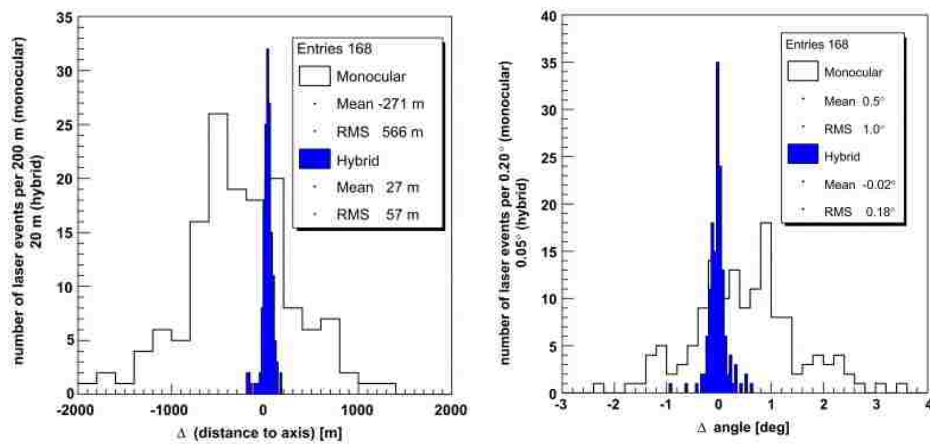 number of laser events per 200 m (monocular)
20 m (hybrid)
35
30
25
20
15
10
5
0
-2000
-1000
0
1000
2000
Δ (distance to axis) [m]
Entries 168
Monocular
Mean -271 m
RMS 566 m
Hybrid
Mean 27 m
RMS 57 m
number of laser events per 0.20° (monocular)
0.05° (hybrid)
40
35
30
25
20
15
10
5
0
-3
-2
-1
0
1
2
3
4
Δ angle [deg]
Entries 168
Monocular
Mean 0.5°
RMS 1.0°
Hybrid
Mean -0.02°
RMS 0.18°